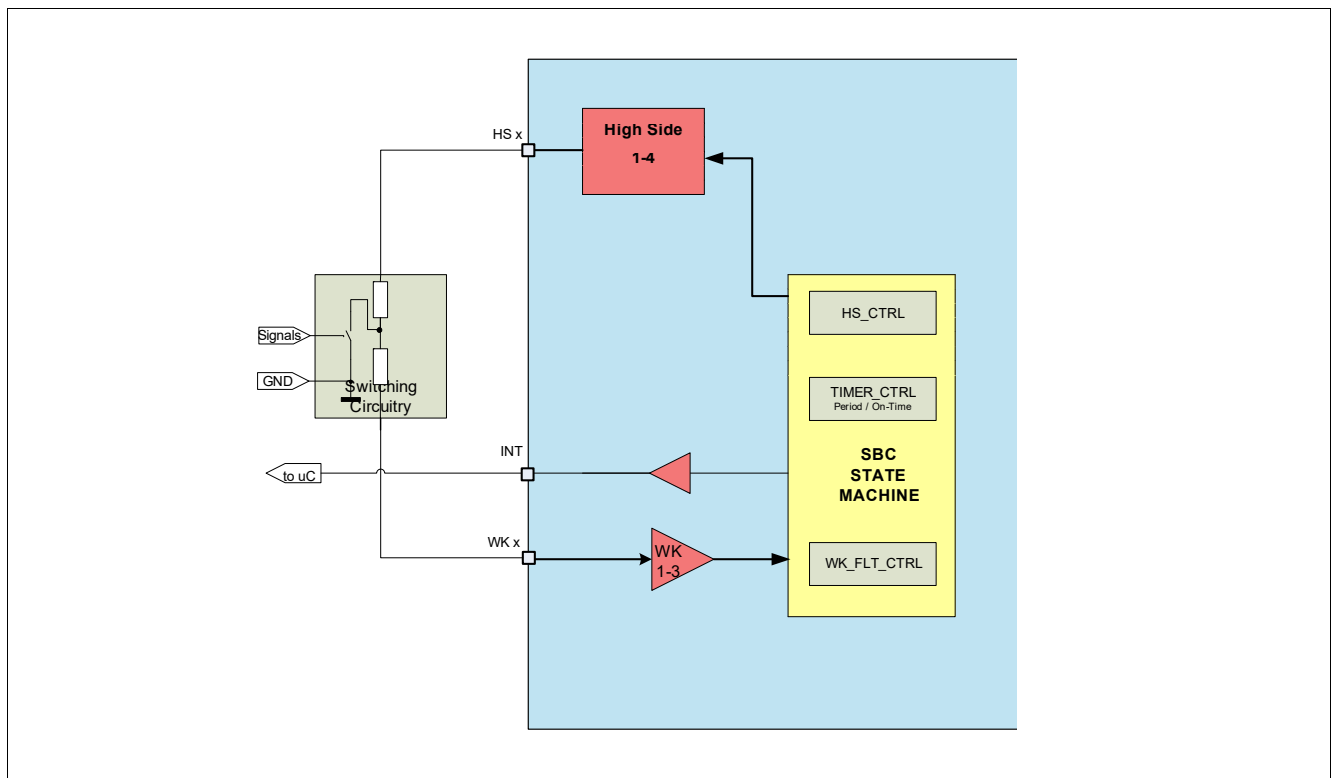 HS x
High Side
1-4
HS_CTRL
Signals
GND
Switching
Circuitry
TIMER_CTRL
Period / On-Time
INT
to uC
SBC
STATE
MACHINE
WK x
WK
1-3
WK_FLT_CTRL